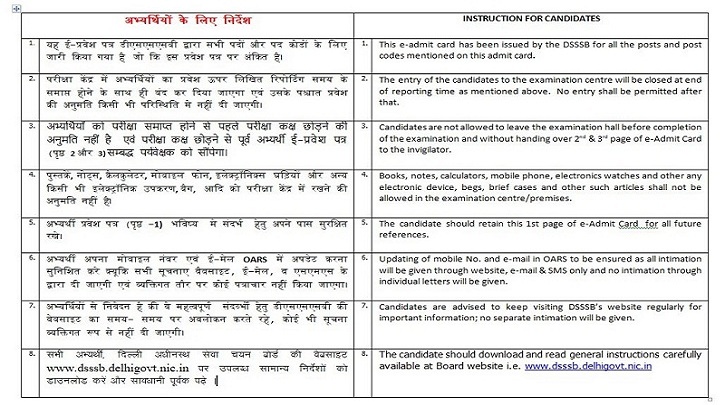 अभ्यर्थियों के लिए निर्देश
INSTRUCTION FOR CANDIDATES
1. यह ई-प्रवेश पत्र डीएसएसएसबी द्वारा सभी पदों और पद कोडों के लिए
जारी किया गया है जो कि इस प्रवेश पत्र पर अंकित है।
1. This e-admit card has been issued by the DSSSB for all the posts and post
codes mentioned on this admit card.
2. परीक्षा केंद्र में अभ्यर्थियों का प्रवेश ऊपर लिखित रिपोर्टिंग समय के
समाप्त होने के साथ ही बंद कर दिया जाएगा एवं उसके पश्चात प्रवेश
की अनुमति किसी भी परिस्थिति में नहीं दी जाएगी।
2. The entry of the candidates to the examination centre will be closed at end
of reporting time as mentioned above. No entry shall be permitted after
that.
3. अभ्यर्थियों को परीक्षा समाप्त होने से पहले परीक्षा कक्ष छोड़ने की
अनुमति नहीं है एवं परीक्षा कक्ष छोड़ने से पूर्व अभ्यर्थी ई-प्रवेश पत्र
(पृष्ठ 2 और 3) सम्बद्ध पर्यवेक्षक को सौंपेगा।
3. Candidates are not allowed to leave the examination hall before completion
of the examination and without handing over 2nd & 3rd page of e-Admit Card
to the invigilator.
4. पुस्तकें, नोट्स, कैलकुलेटर, मोबाइल फोन, इलेक्ट्रॉनिक्स घड़ियाँ और अन्य
किसी भी इलेक्ट्रॉनिक उपकरण, बैग, आदि को परीक्षा केंद्र में रखने की
अनुमति नहीं है।
4. Books, notes, calculators, mobile phone, electronics watches and other any
electronic device, begs, brief cases and other such articles shall not be
allowed in the examination centre/premises.
5. अभ्यर्थी प्रवेश पत्र (पृष्ठ -1) भविष्य में संदर्भ हेतु अपने पास सुरक्षित
रखें।
5. The candidate should retain this 1st page of e-Admit Card for all future
references.
6. अभ्यर्थी अपना मोबाइल नंबर एवं ई-मेल OARS में अपडेट करना
सुनिश्चित करे क्यूकि सभी सूचनाए वैबसाइट, ई-मेल, व एसएमएस के
द्वारा दी जाएगी एवं व्यक्तिगत तौर पर कोई पत्राचार नहीं किया जाएगा।
6. Updating of mobile No. and e-mail in OARS to be ensured as all intimation
will be given through website, e-mail & SMS only and no intimation through
individual letters will be given.
7. अभ्यर्थियों से निवेदन है की वे महत्वपूर्ण संदर्भों हेतु डीएसएसएसबी की
वेबसाइट का समय- समय पर अवलोकन करते रहे, कोई भी सूचना
व्यक्तिगत रूप से नहीं दी जाएगी।
7. Candidates are advised to keep visiting DSSSB's website regularly for
important information; no separate intimation will be given.
8. सभी अभ्यर्थी, दिल्ली अधीनस्थ सेवा चयन बोर्ड की वैबसाइट
www.dsssb.delhigovt.nic.in पर उपलब्ध सामान्य निर्देशों को
डाउनलोड करें और सावधानी पूर्वक पढ़े ।
8. The candidate should download and read general instructions carefully
available at Board website i.e. www.dsssb.delhigovt.nic.in